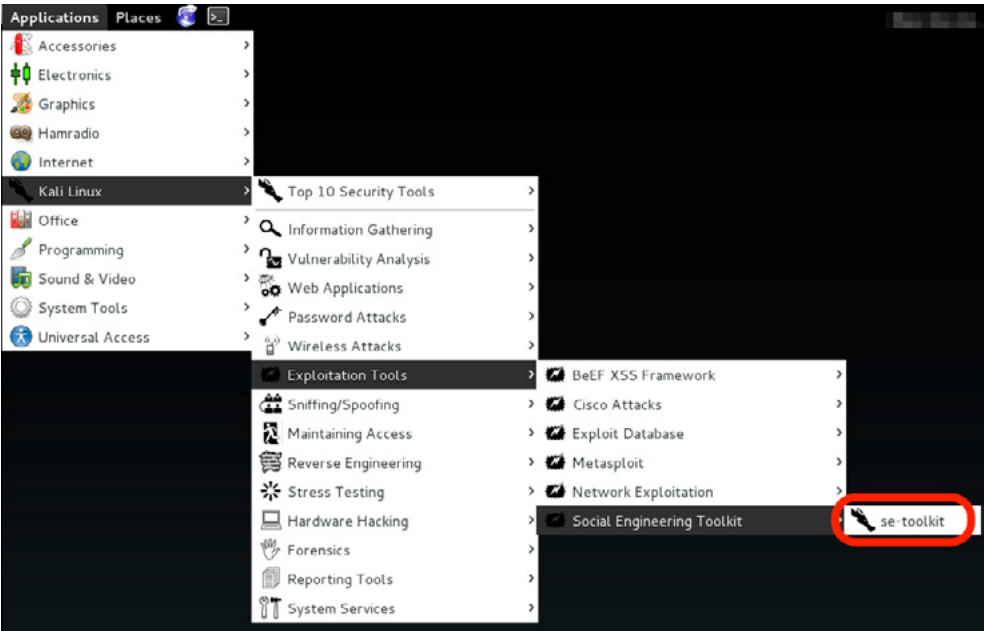 Applications Places
Accessories
Electronics
Graphics
Hamradio
Internet
Kali Linux
Office
Programming
Sound & Video
System Tools
Universal Access
Top 10 Security Tools
Information Gathering
Vulnerability Analysis
Web Applications
Password Attacks
Wireless Attacks
Exploitation Tools
Sniffing/Spoofing
Maintaining Access
Reverse Engineering
Stress Testing
Hardware Hacking
Forensics
Reporting Tools
System Services
BeEF XSS Framework
Cisco Attacks
Exploit Database
Metasploit
Network Exploitation
Social Engineering Toolkit
se-toolkit